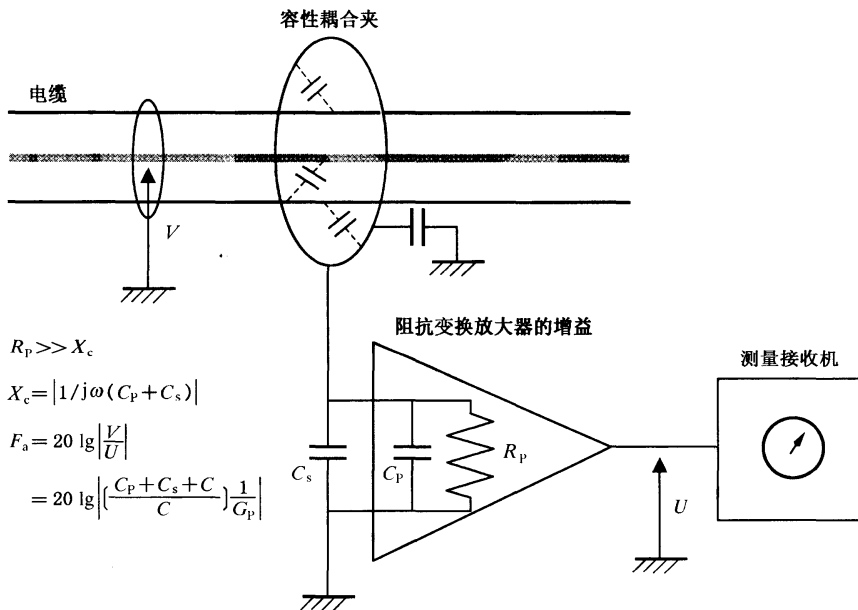 容性耦合夹
电缆
V
阻抗变换放大器的增益
测量接收机
R_P>>X_c
X_c=|1/jω(C_P+C_s)|
F_a=20 lg|V/U|
=20 lg|(C_P+C_s+C/C)1/G_P|
C_s
C_P
R_P
U